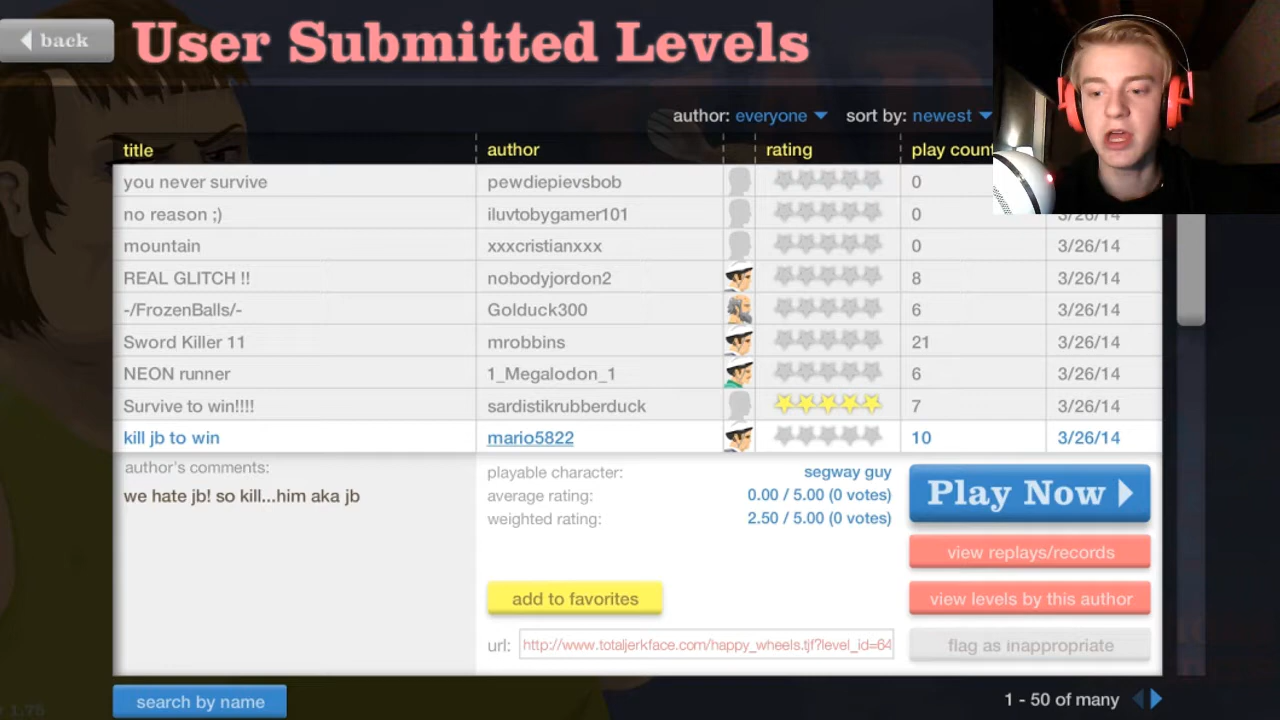 back
User Submitted Levels
author: everyone sort by: newest
title author rating play count
you never survive pewdiepievsbob 0
no reason ;) iluvtobygamer101 0 3/26/14
mountain xxxcristianxxx 0 3/26/14
REAL GLITCH !! nobodyjordon2 8 3/26/14
-/FrozenBalls/- Golduck300 6 3/26/14
Sword Killer 11 mrobbins 21 3/26/14
NEON runner 1_Megalodon_1 6 3/26/14
Survive to win!!!! sardistikrubberduck 7 3/26/14
kill jb to win mario5822 10 3/26/14
author's comments:
we hate jb! so kill...him aka jb
playable character: segway guy
average rating: 0.00 / 5.00 (0 votes)
weighted rating: 2.50 / 5.00 (0 votes)
Play Now
view replays/records
add to favorites
view levels by this author
url: http://www.totaljerkface.com/happy_wheels.tjf?level_id=64
flag as inappropriate
search by name
1 - 50 of many
1.75